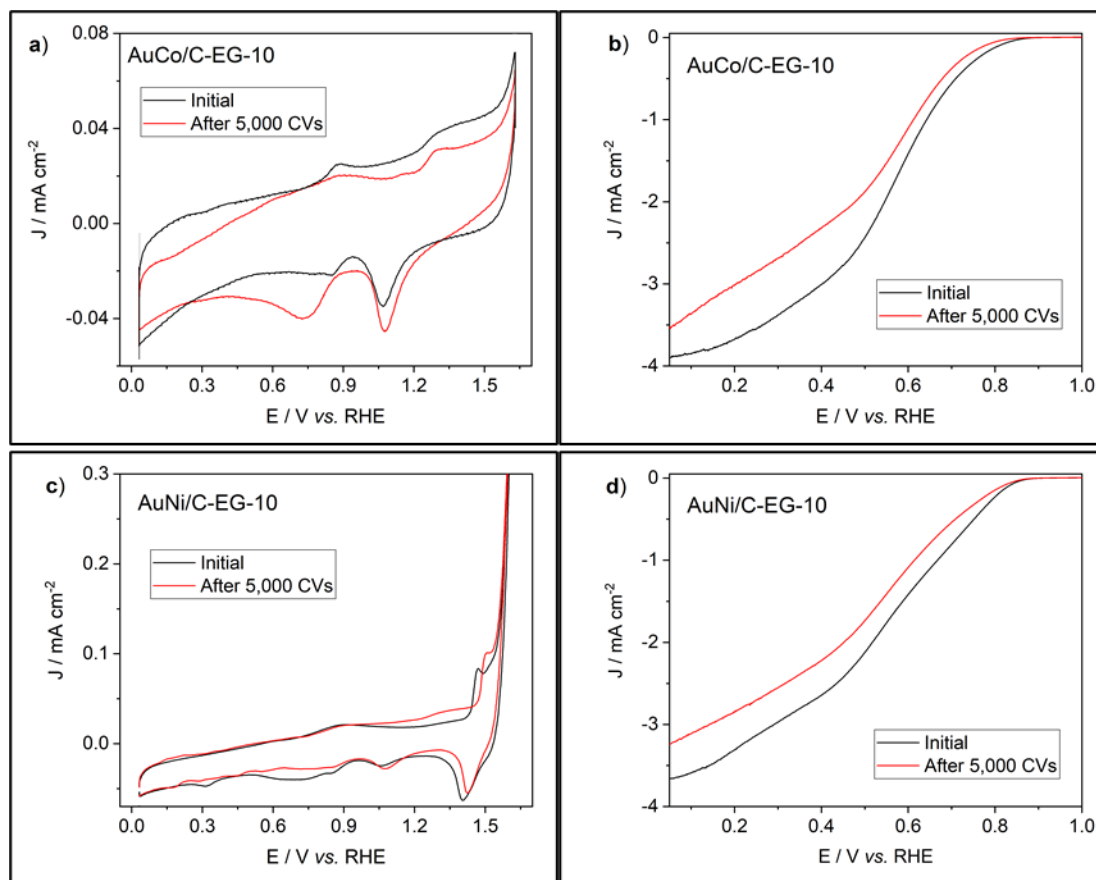 a)
AuCo/C-EG-10
Initial
After 5,000 CVs
0.08
0.04
0.00
-0.04
J / mA cm⁻²
0.0 0.3 0.6 0.9 1.2 1.5
E / V vs. RHE
b)
AuCo/C-EG-10
Initial
After 5,000 CVs
0
-1
-2
-3
-4
J / mA cm⁻²
0.2 0.4 0.6 0.8 1.0
E / V vs. RHE
c)
AuNi/C-EG-10
Initial
After 5,000 CVs
0.3
0.2
0.1
0.0
J / mA cm⁻²
0.0 0.3 0.6 0.9 1.2 1.5
E / V vs. RHE
d)
AuNi/C-EG-10
Initial
After 5,000 CVs
0
-1
-2
-3
-4
J / mA cm⁻²
0.2 0.4 0.6 0.8 1.0
E / V vs. RHE